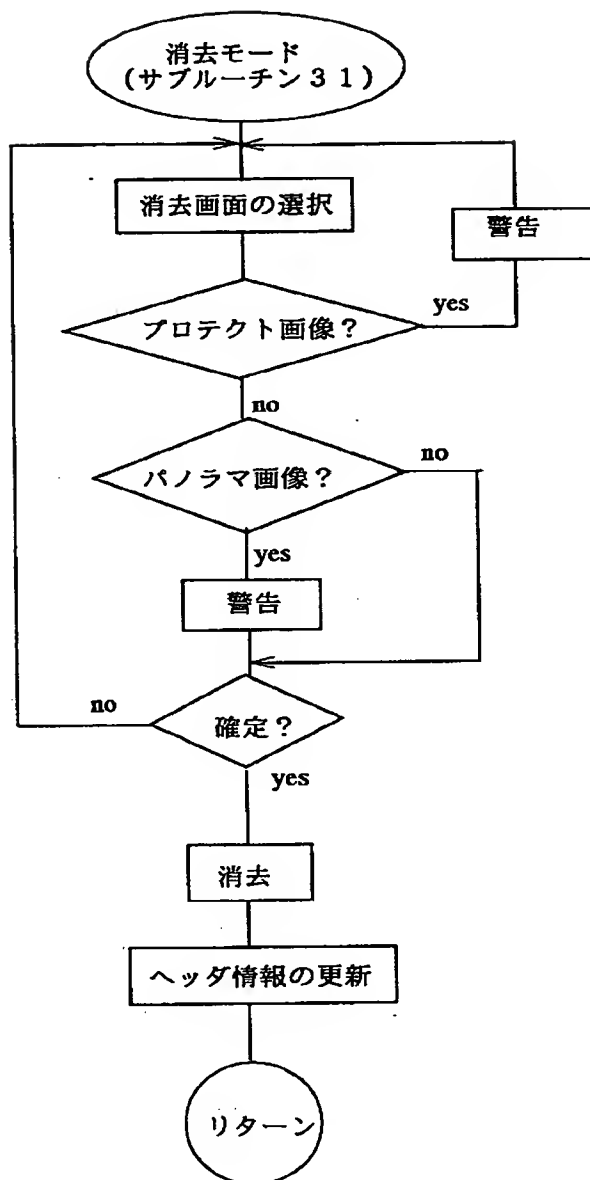 消去モード
(サブルーチン３１)
消去画面の選択
警告
プロテクト画像？
yes
no
パノラマ画像？
no
yes
警告
no
確定？
yes
消去
ヘッダ情報の更新
リターン